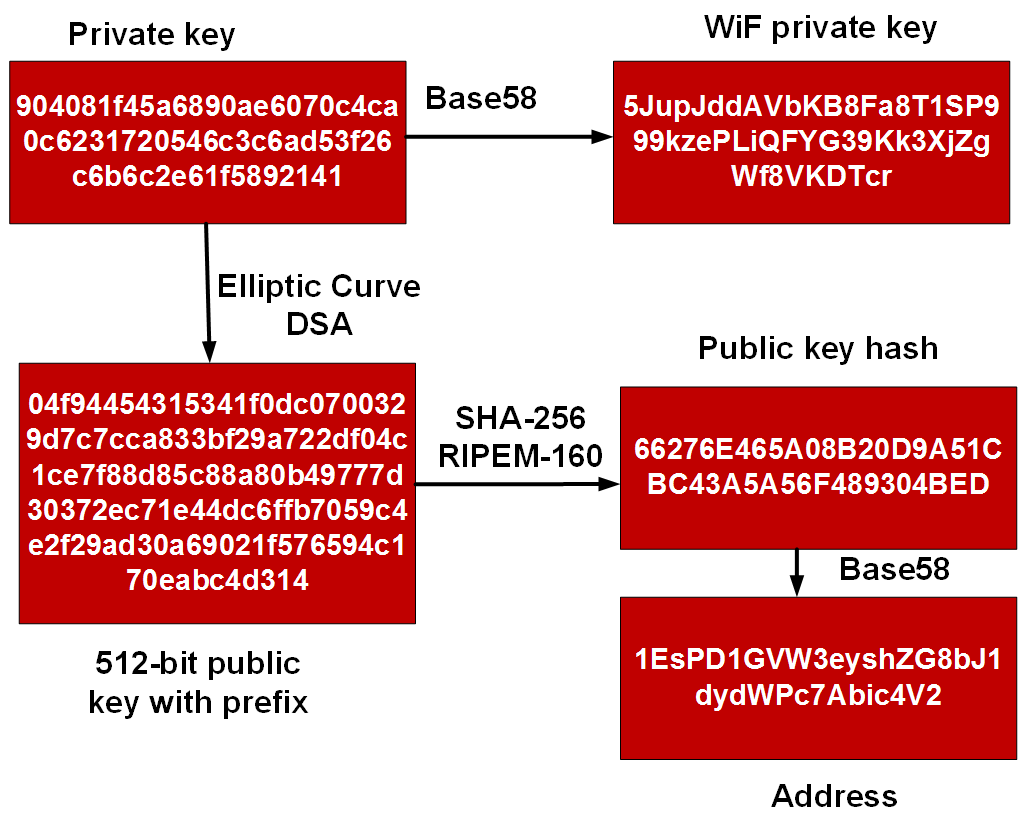 Private key
904081f45a6890ae6070c4ca
0c6231720546c3c6ad53f26
c6b6c2e61f5892141
Base58
WiF private key
5JupJddAVbKB8Fa8T1SP9
99kzePLiQFYG39Kk3XjZg
Wf8VKDTcr
Elliptic Curve
DSA
04f94454315341f0dc070032
9d7c7cca833bf29a722df04c
1ce7f88d85c88a80b49777d
30372ec71e44dc6ffb7059c4
e2f29ad30a69021f576594c1
70eabc4d314
512-bit public
key with prefix
SHA-256
RIPEM-160
Public key hash
66276E465A08B20D9A51C
BC43A5A56F489304BED
Base58
1EsPD1GVW3eyshZG8bJ1
dydWPc7Abic4V2
Address